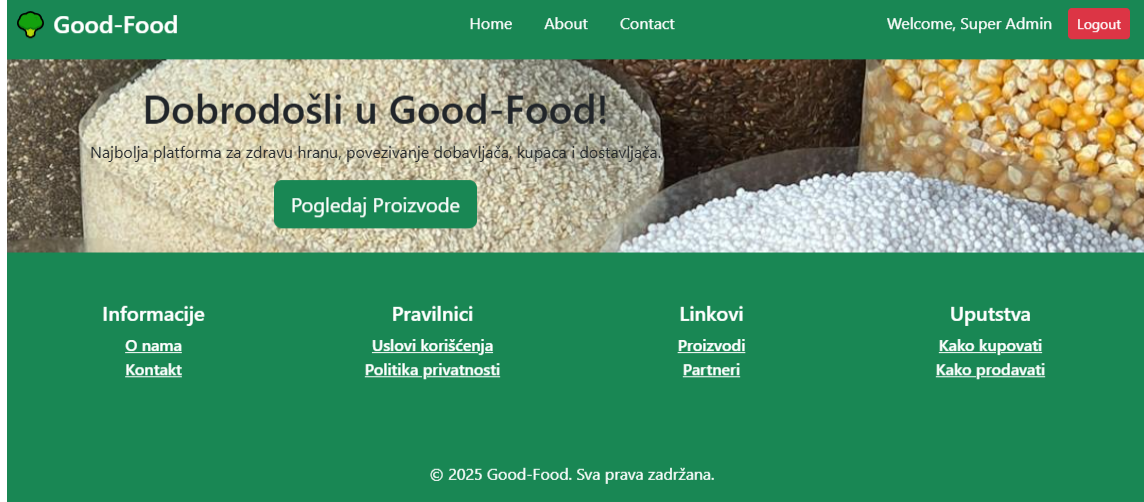 Good-Food
Home About Contact
Welcome, Super Admin Logout
Dobrodošli u Good-Food!
Najbolja platforma za zdravu hranu, povezivanje dobavljača, kupaca i dostavljača.
Pogledaj Proizvode
Informacije
O nama
Kontakt
Pravilnici
Uslovi korišćenja
Politika privatnosti
Linkovi
Proizvodi
Partneri
Uputstva
Kako kupovati
Kako prodavati
© 2025 Good-Food. Sva prava zadržana.